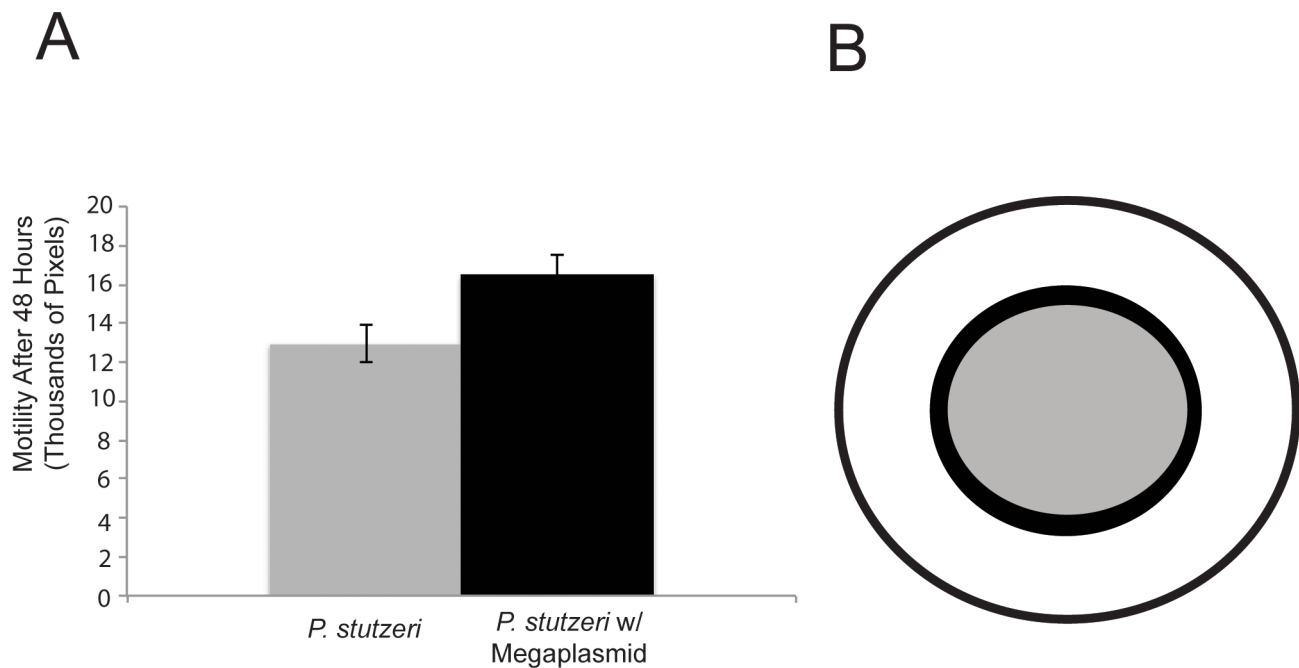 A
B
Motility After 48 Hours
(Thousands of Pixels)
20
18
16
14
12
10
8
6
4
2
0
P. stutzeri
P. stutzeri w/
Megaplasmid